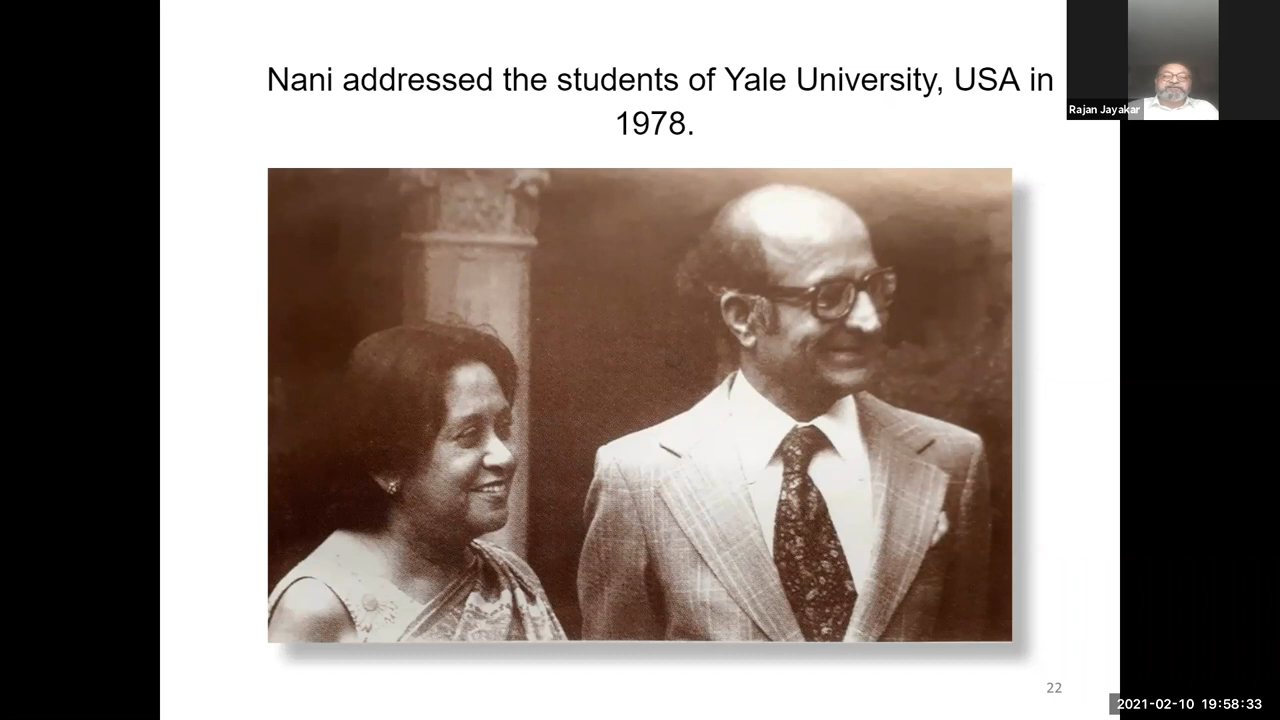 Nani addressed the students of Yale University, USA in
1978.
Rajan Jayakar
22
2021-02-10 19:58:33